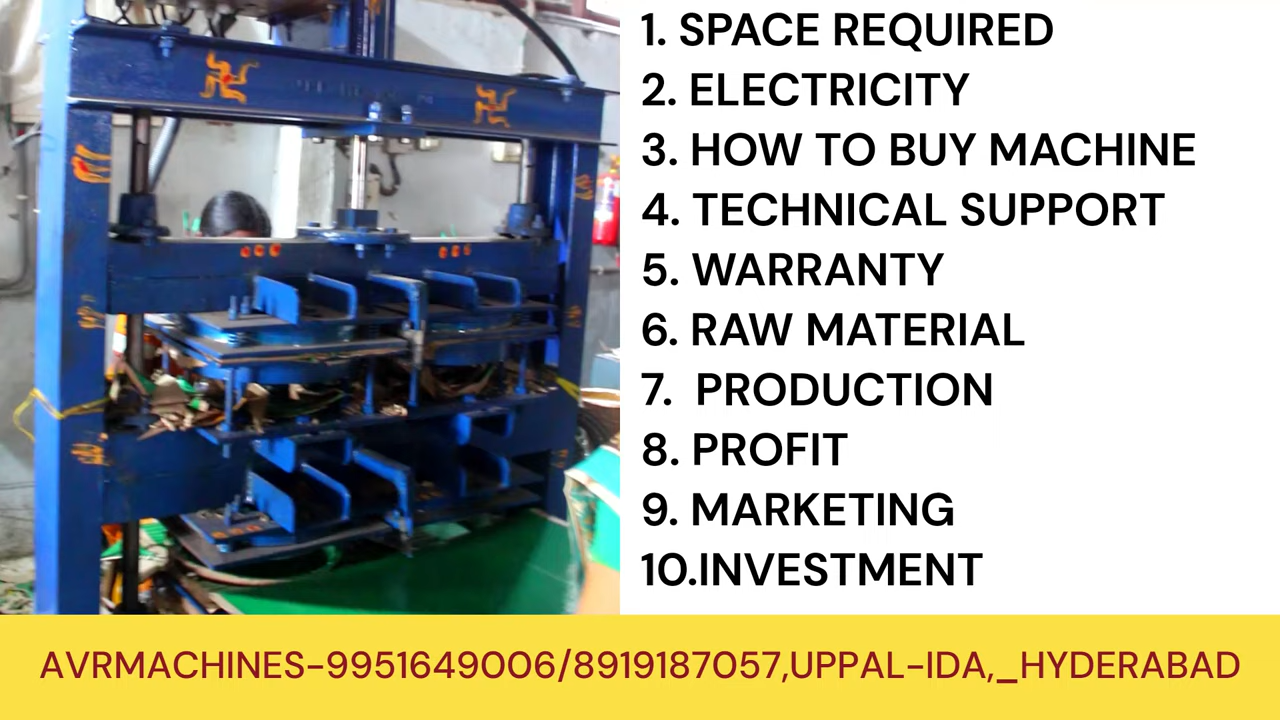 1. SPACE REQUIRED
2. ELECTRICITY
3. HOW TO BUY MACHINE
4. TECHNICAL SUPPORT
5. WARRANTY
6. RAW MATERIAL
7. PRODUCTION
8. PROFIT
9. MARKETING
10.INVESTMENT
AVRMACHINES-9951649006/8919187057,UPPAL-IDA,_HYDERABAD